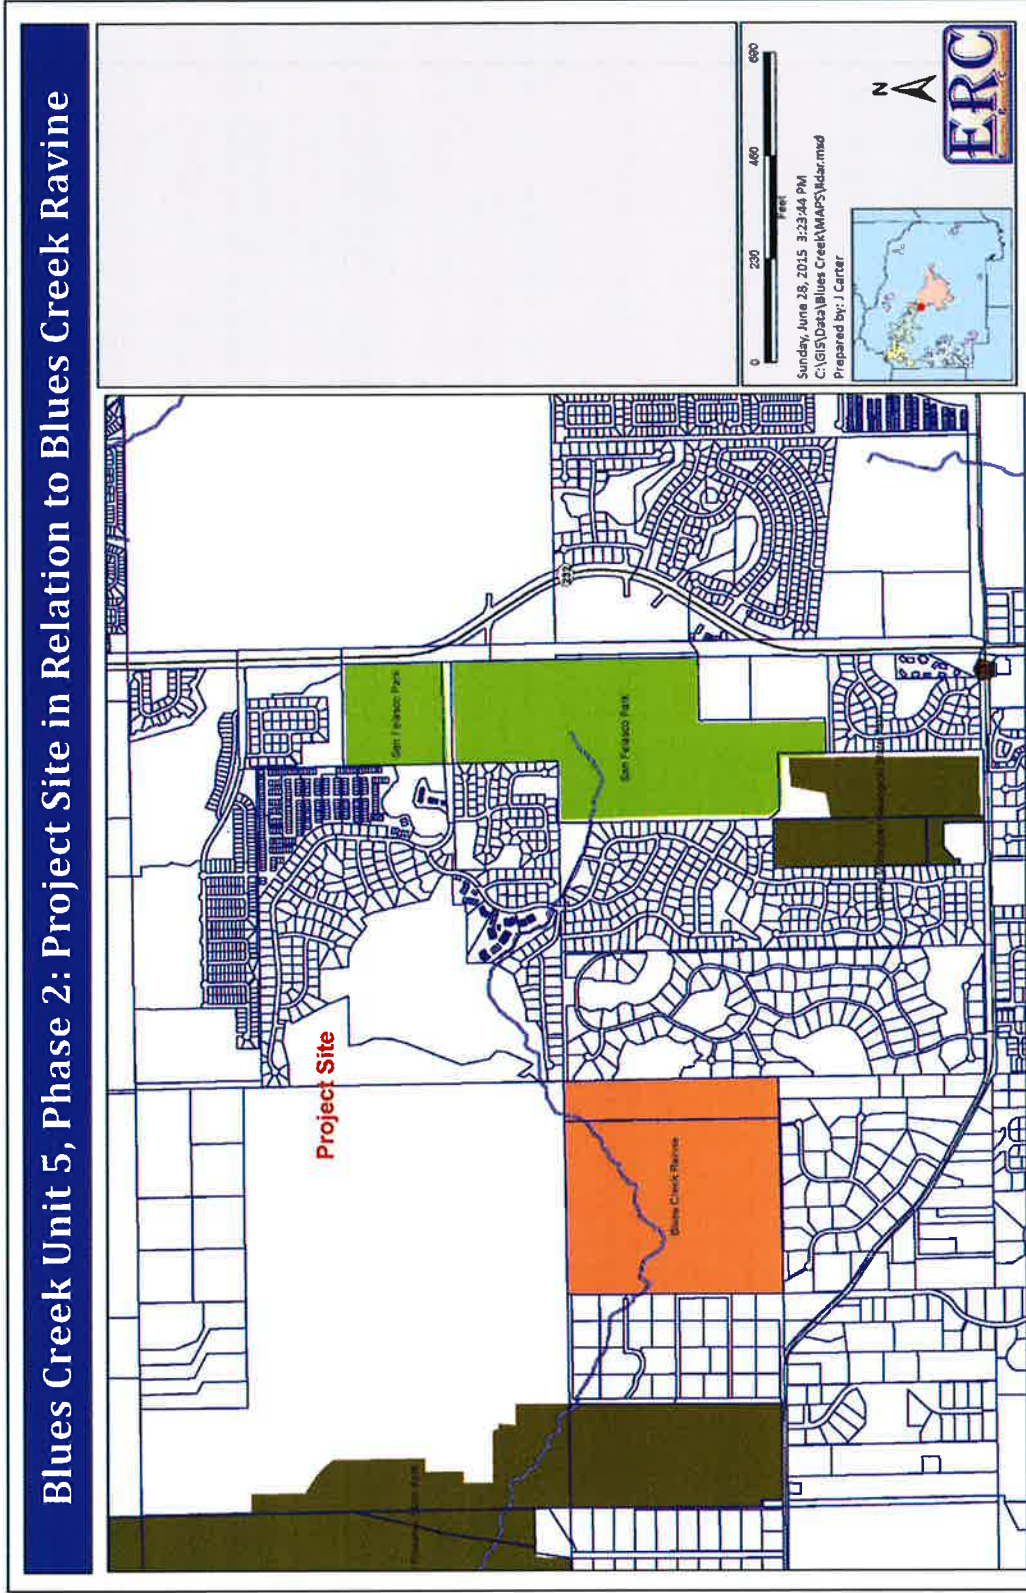 Blues Creek Unit 5, Phase 2: Project Site in Relation to Blues Creek Ravine
Project Site
San Felasco Park
San Felasco Park
Blues Creek Ravine
232
0 230 460 690
Feet
Sunday, June 28, 2015 3:23:44 PM
C:\GIS\Data\Blues Creek\MAPS\lidar.mxd
Prepared by: J Carter
N
ERC